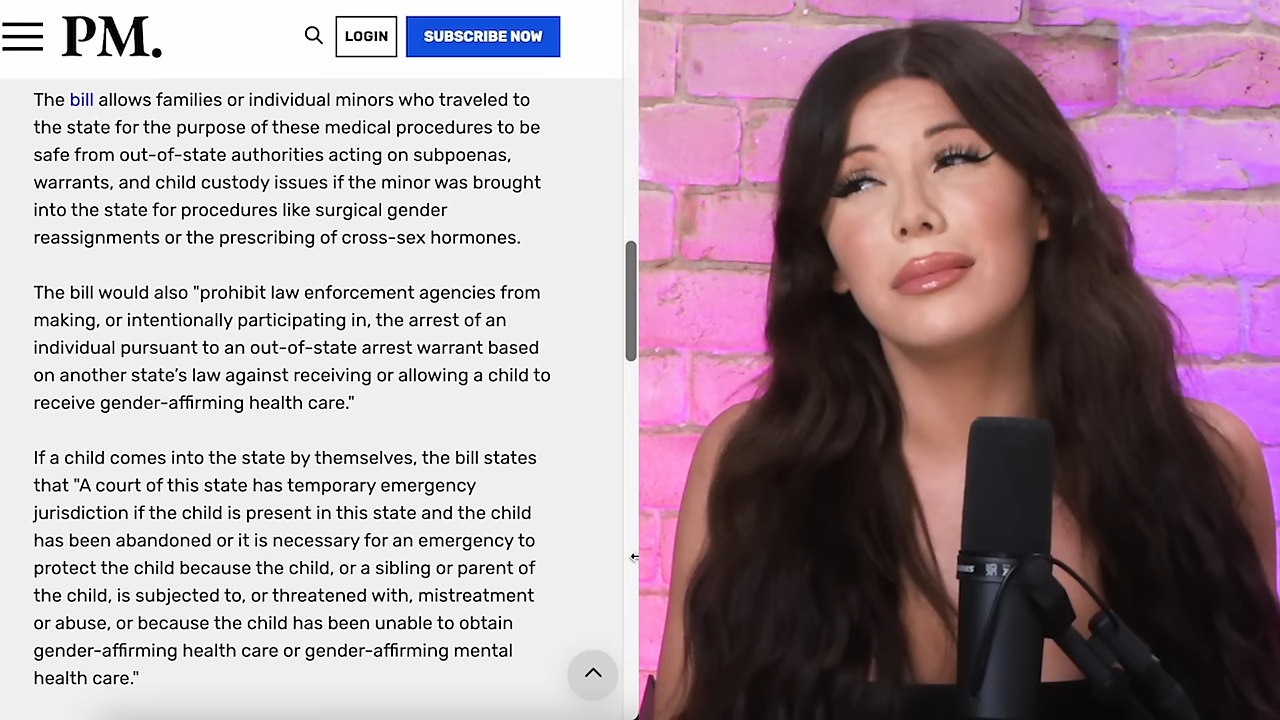 PM.
LOGIN
SUBSCRIBE NOW
The bill allows families or individual minors who traveled to
the state for the purpose of these medical procedures to be
safe from out-of-state authorities acting on subpoenas,
warrants, and child custody issues if the minor was brought
into the state for procedures like surgical gender
reassignments or the prescribing of cross-sex hormones.
The bill would also "prohibit law enforcement agencies from
making, or intentionally participating in, the arrest of an
individual pursuant to an out-of-state arrest warrant based
on another state's law against receiving or allowing a child to
receive gender-affirming health care."
If a child comes into the state by themselves, the bill states
that "A court of this state has temporary emergency
jurisdiction if the child is present in this state and the child
has been abandoned or it is necessary for an emergency to
protect the child because the child, or a sibling or parent of
the child, is subjected to, or threatened with, mistreatment
or abuse, or because the child has been unable to obtain
gender-affirming health care or gender-affirming mental
health care."